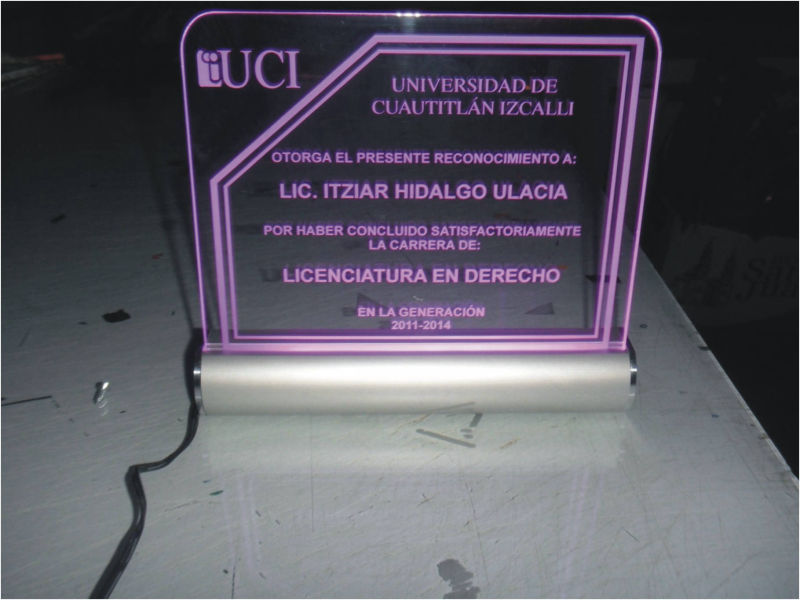 UCI
UNIVERSIDAD DE
CUAUTITLÁN IZCALLI
OTORGA EL PRESENTE RECONOCIMIENTO A:
LIC. ITZIAR HIDALGO ULACIA
POR HABER CONCLUIDO SATISFACTORIAMENTE
LA CARRERA DE:
LICENCIATURA EN DERECHO
EN LA GENERACIÓN
2011-2014